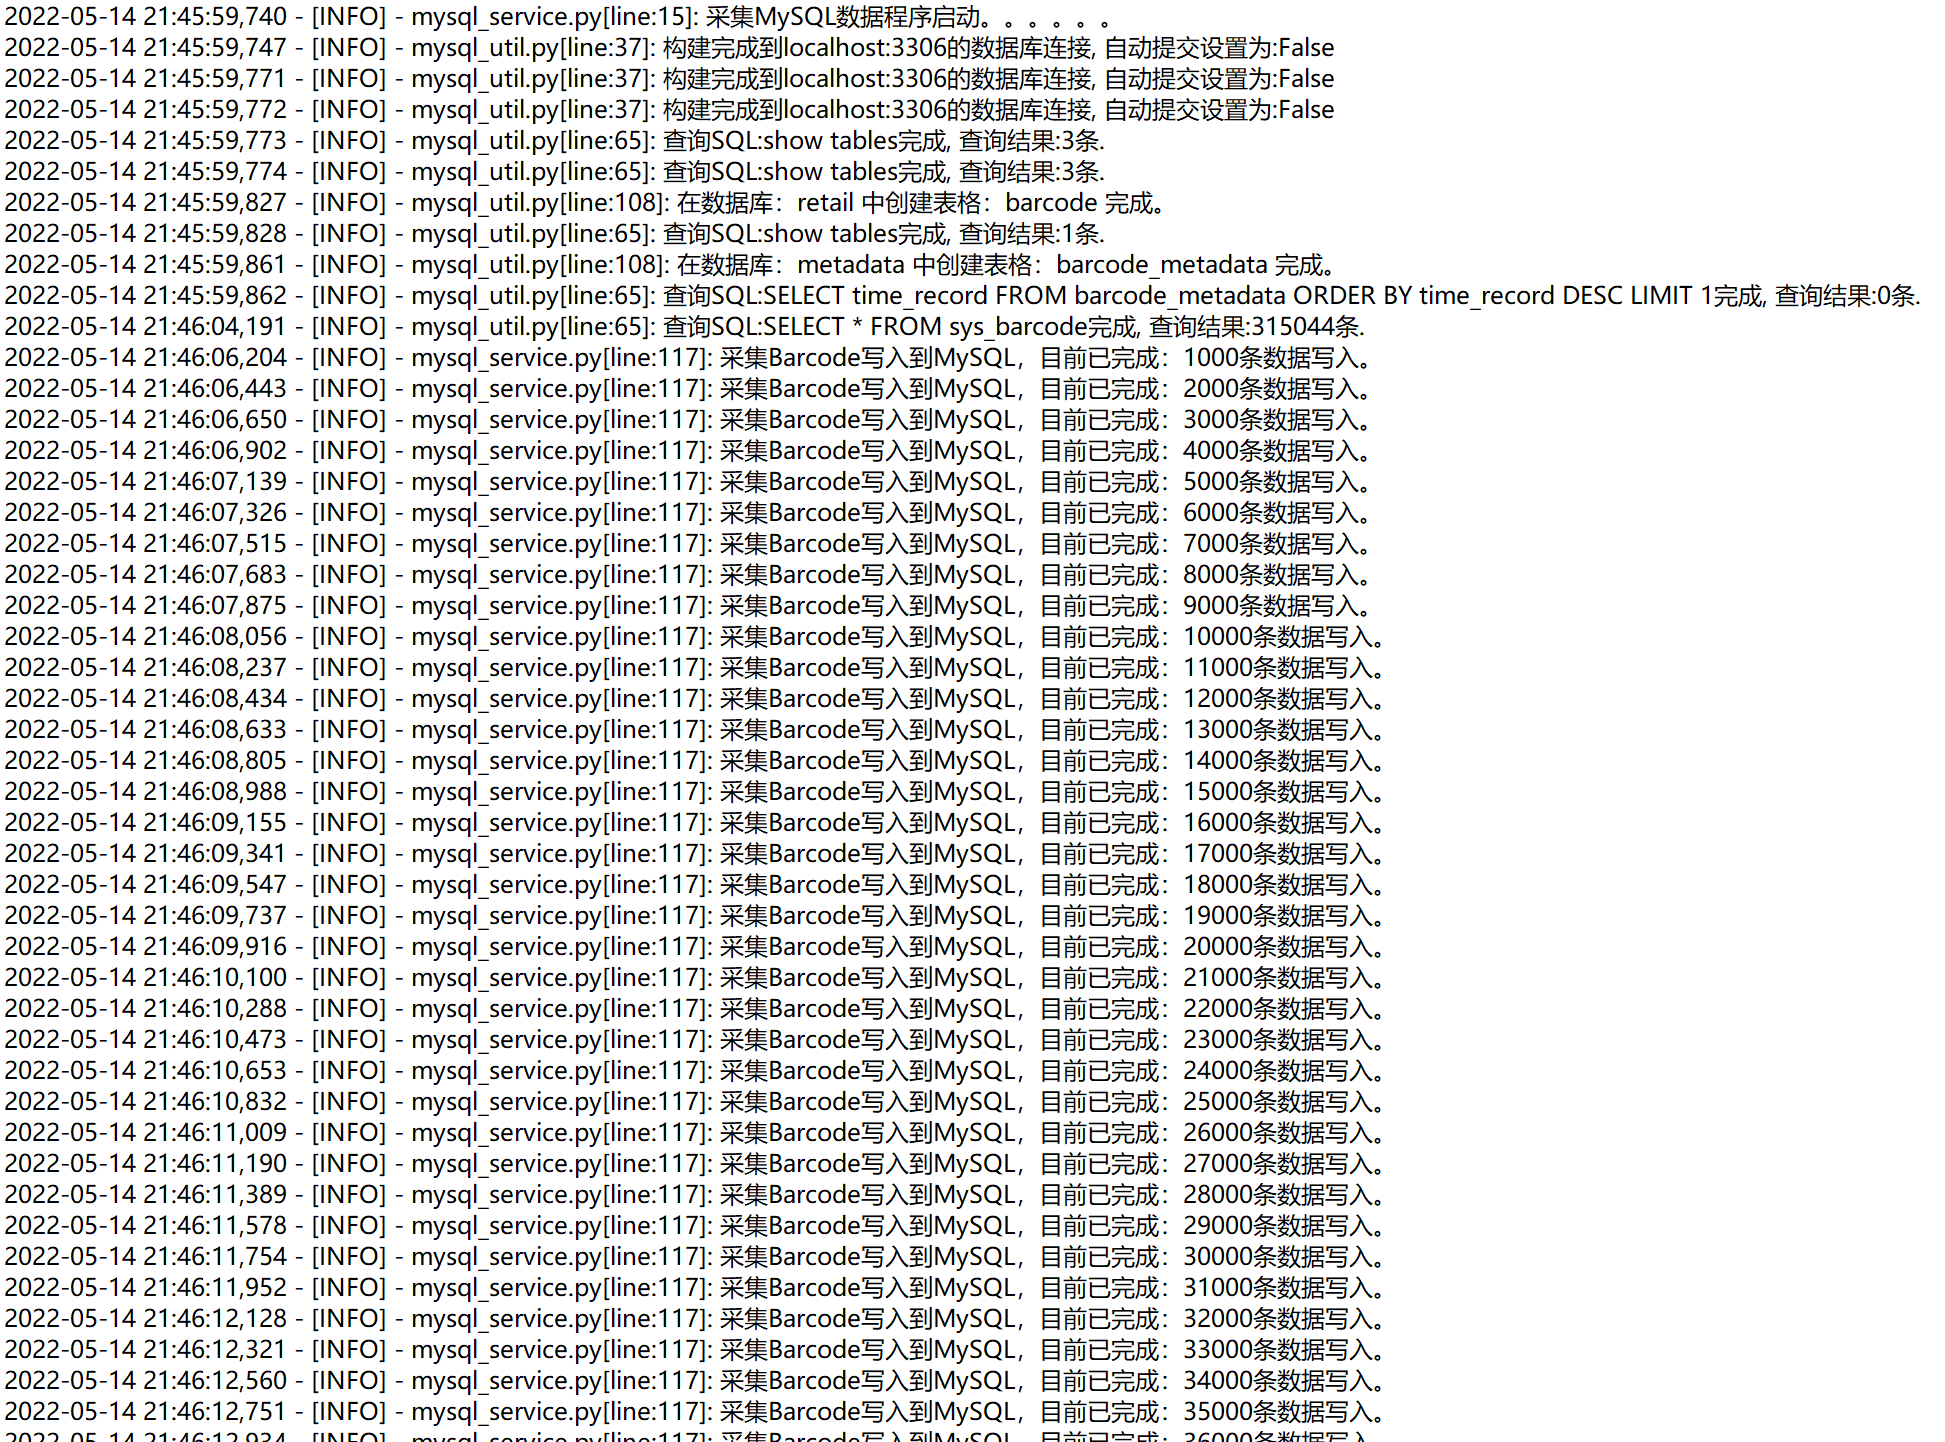 2022-05-14 21:45:59,740 - [INFO] - mysql_service.py[line:15]: 采集MySQL数据程序启动。。。。。。
2022-05-14 21:45:59,747 - [INFO] - mysql_util.py[line:37]: 构建完成到localhost:3306的数据库连接, 自动提交设置为:False
2022-05-14 21:45:59,771 - [INFO] - mysql_util.py[line:37]: 构建完成到localhost:3306的数据库连接, 自动提交设置为:False
2022-05-14 21:45:59,772 - [INFO] - mysql_util.py[line:37]: 构建完成到localhost:3306的数据库连接, 自动提交设置为:False
2022-05-14 21:45:59,773 - [INFO] - mysql_util.py[line:65]: 查询SQL:show tables完成, 查询结果:3条.
2022-05-14 21:45:59,774 - [INFO] - mysql_util.py[line:65]: 查询SQL:show tables完成, 查询结果:3条.
2022-05-14 21:45:59,827 - [INFO] - mysql_util.py[line:108]: 在数据库：retail 中创建表格：barcode 完成。
2022-05-14 21:45:59,828 - [INFO] - mysql_util.py[line:65]: 查询SQL:show tables完成, 查询结果:1条.
2022-05-14 21:45:59,861 - [INFO] - mysql_util.py[line:108]: 在数据库：metadata 中创建表格：barcode_metadata 完成。
2022-05-14 21:45:59,862 - [INFO] - mysql_util.py[line:65]: 查询SQL:SELECT time_record FROM barcode_metadata ORDER BY time_record DESC LIMIT 1完成, 查询结果:0条.
2022-05-14 21:46:04,191 - [INFO] - mysql_util.py[line:65]: 查询SQL:SELECT * FROM sys_barcode完成, 查询结果:315044条.
2022-05-14 21:46:06,204 - [INFO] - mysql_service.py[line:117]: 采集Barcode写入到MySQL，目前已完成：1000条数据写入。
2022-05-14 21:46:06,443 - [INFO] - mysql_service.py[line:117]: 采集Barcode写入到MySQL，目前已完成：2000条数据写入。
2022-05-14 21:46:06,650 - [INFO] - mysql_service.py[line:117]: 采集Barcode写入到MySQL，目前已完成：3000条数据写入。
2022-05-14 21:46:06,902 - [INFO] - mysql_service.py[line:117]: 采集Barcode写入到MySQL，目前已完成：4000条数据写入。
2022-05-14 21:46:07,139 - [INFO] - mysql_service.py[line:117]: 采集Barcode写入到MySQL，目前已完成：5000条数据写入。
2022-05-14 21:46:07,326 - [INFO] - mysql_service.py[line:117]: 采集Barcode写入到MySQL，目前已完成：6000条数据写入。
2022-05-14 21:46:07,515 - [INFO] - mysql_service.py[line:117]: 采集Barcode写入到MySQL，目前已完成：7000条数据写入。
2022-05-14 21:46:07,683 - [INFO] - mysql_service.py[line:117]: 采集Barcode写入到MySQL，目前已完成：8000条数据写入。
2022-05-14 21:46:07,875 - [INFO] - mysql_service.py[line:117]: 采集Barcode写入到MySQL，目前已完成：9000条数据写入。
2022-05-14 21:46:08,056 - [INFO] - mysql_service.py[line:117]: 采集Barcode写入到MySQL，目前已完成：10000条数据写入。
2022-05-14 21:46:08,237 - [INFO] - mysql_service.py[line:117]: 采集Barcode写入到MySQL，目前已完成：11000条数据写入。
2022-05-14 21:46:08,434 - [INFO] - mysql_service.py[line:117]: 采集Barcode写入到MySQL，目前已完成：12000条数据写入。
2022-05-14 21:46:08,633 - [INFO] - mysql_service.py[line:117]: 采集Barcode写入到MySQL，目前已完成：13000条数据写入。
2022-05-14 21:46:08,805 - [INFO] - mysql_service.py[line:117]: 采集Barcode写入到MySQL，目前已完成：14000条数据写入。
2022-05-14 21:46:08,988 - [INFO] - mysql_service.py[line:117]: 采集Barcode写入到MySQL，目前已完成：15000条数据写入。
2022-05-14 21:46:09,155 - [INFO] - mysql_service.py[line:117]: 采集Barcode写入到MySQL，目前已完成：16000条数据写入。
2022-05-14 21:46:09,341 - [INFO] - mysql_service.py[line:117]: 采集Barcode写入到MySQL，目前已完成：17000条数据写入。
2022-05-14 21:46:09,547 - [INFO] - mysql_service.py[line:117]: 采集Barcode写入到MySQL，目前已完成：18000条数据写入。
2022-05-14 21:46:09,737 - [INFO] - mysql_service.py[line:117]: 采集Barcode写入到MySQL，目前已完成：19000条数据写入。
2022-05-14 21:46:09,916 - [INFO] - mysql_service.py[line:117]: 采集Barcode写入到MySQL，目前已完成：20000条数据写入。
2022-05-14 21:46:10,100 - [INFO] - mysql_service.py[line:117]: 采集Barcode写入到MySQL，目前已完成：21000条数据写入。
2022-05-14 21:46:10,288 - [INFO] - mysql_service.py[line:117]: 采集Barcode写入到MySQL，目前已完成：22000条数据写入。
2022-05-14 21:46:10,473 - [INFO] - mysql_service.py[line:117]: 采集Barcode写入到MySQL，目前已完成：23000条数据写入。
2022-05-14 21:46:10,653 - [INFO] - mysql_service.py[line:117]: 采集Barcode写入到MySQL，目前已完成：24000条数据写入。
2022-05-14 21:46:10,832 - [INFO] - mysql_service.py[line:117]: 采集Barcode写入到MySQL，目前已完成：25000条数据写入。
2022-05-14 21:46:11,009 - [INFO] - mysql_service.py[line:117]: 采集Barcode写入到MySQL，目前已完成：26000条数据写入。
2022-05-14 21:46:11,190 - [INFO] - mysql_service.py[line:117]: 采集Barcode写入到MySQL，目前已完成：27000条数据写入。
2022-05-14 21:46:11,389 - [INFO] - mysql_service.py[line:117]: 采集Barcode写入到MySQL，目前已完成：28000条数据写入。
2022-05-14 21:46:11,578 - [INFO] - mysql_service.py[line:117]: 采集Barcode写入到MySQL，目前已完成：29000条数据写入。
2022-05-14 21:46:11,754 - [INFO] - mysql_service.py[line:117]: 采集Barcode写入到MySQL，目前已完成：30000条数据写入。
2022-05-14 21:46:11,952 - [INFO] - mysql_service.py[line:117]: 采集Barcode写入到MySQL，目前已完成：31000条数据写入。
2022-05-14 21:46:12,128 - [INFO] - mysql_service.py[line:117]: 采集Barcode写入到MySQL，目前已完成：32000条数据写入。
2022-05-14 21:46:12,321 - [INFO] - mysql_service.py[line:117]: 采集Barcode写入到MySQL，目前已完成：33000条数据写入。
2022-05-14 21:46:12,560 - [INFO] - mysql_service.py[line:117]: 采集Barcode写入到MySQL，目前已完成：34000条数据写入。
2022-05-14 21:46:12,751 - [INFO] - mysql_service.py[line:117]: 采集Barcode写入到MySQL，目前已完成：35000条数据写入。